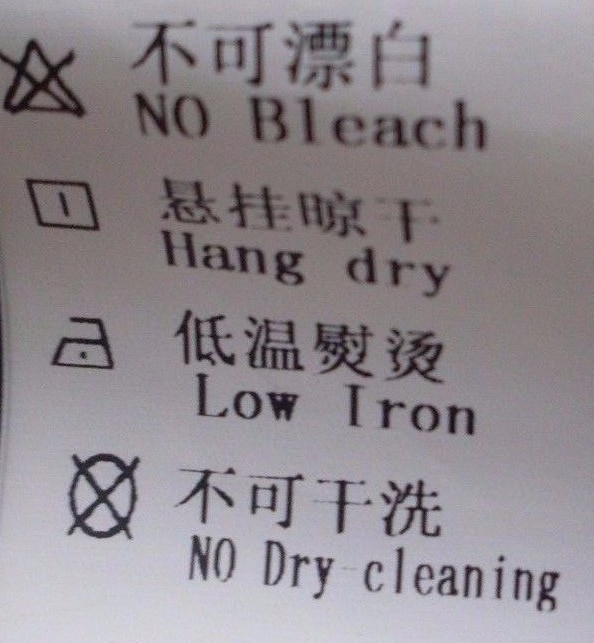 不可漂白
NO Bleach
悬挂晾干
Hang dry
低温熨烫
Low Iron
不可干洗
NO Dry cleaning